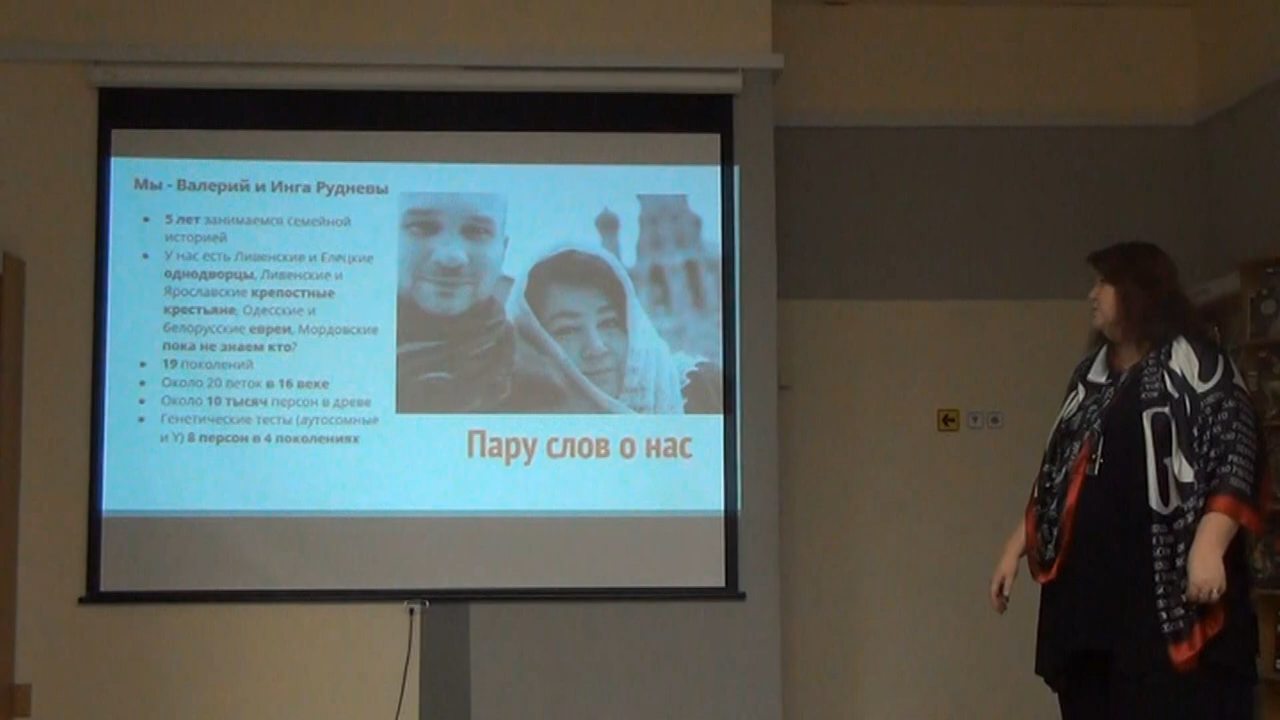 Мы - Валерий и Инга Рудневы
5 лет занимаемся семейной
историей
У нас есть Ливенские и Елецкие
однодворцы, Ливенские и
Ярославские крепостные
крестьяне, Одесские и
белорусские евреи, Мордовские
пока не знаем кто?
19 поколений
Около 20 веток в 16 веке
Около 10 тысяч персон в древе
Генетические тесты (аутосомные
и Y) 8 персон в 4 поколениях
Пару слов о нас